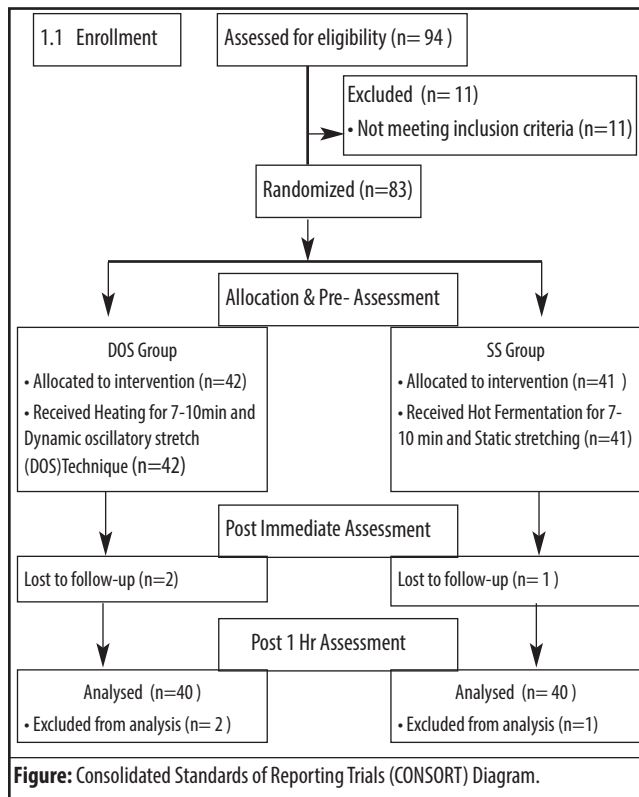 1.1 Enrollment
Assessed for eligibility (n= 94 )
Excluded (n= 11)
• Not meeting inclusion criteria (n=11)
Randomized (n=83)
Allocation & Pre- Assessment
DOS Group
• Allocated to intervention (n=42)
• Received Heating for 7-10min and
Dynamic oscillatory stretch
(DOS)Technique (n=42)
SS Group
• Allocated to intervention (n=41 )
• Received Hot Fermentation for 7-
10 min and Static stretching (n=41)
Post Immediate Assessment
Lost to follow-up (n=2)
Lost to follow-up (n= 1 )
Post 1 Hr Assessment
Analysed (n=40 )
• Excluded from analysis (n= 2 )
Analysed (n= 40 )
• Excluded from analysis (n=1)
Figure: Consolidated Standards of Reporting Trials (CONSORT) Diagram.